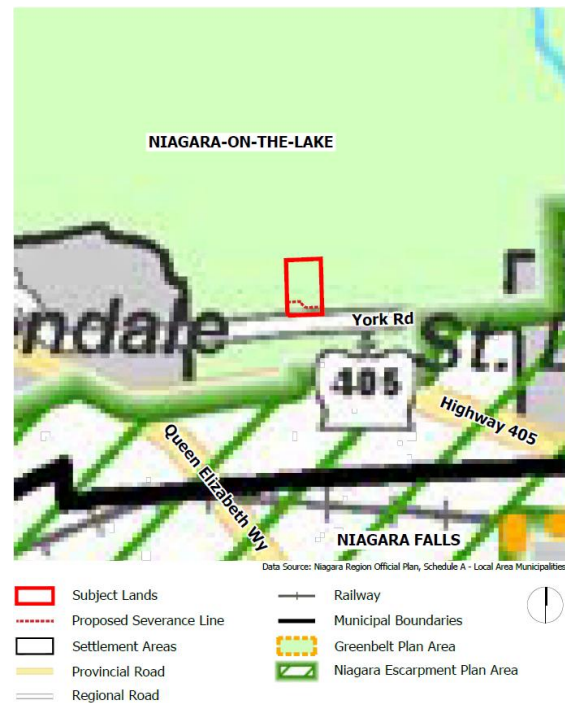 NIAGARA-ON-THE-LAKE
endale
York Rd
St. L
405
Highway 405
Queen Elizabeth Wy
NIAGARA FALLS
Data Source: Niagara Region Official Plan, Schedule A - Local Area Municipalities
Subject Lands
Proposed Severance Line
Settlement Areas
Provincial Road
Regional Road
Railway
Municipal Boundaries
Greenbelt Plan Area
Niagara Escarpment Plan Area